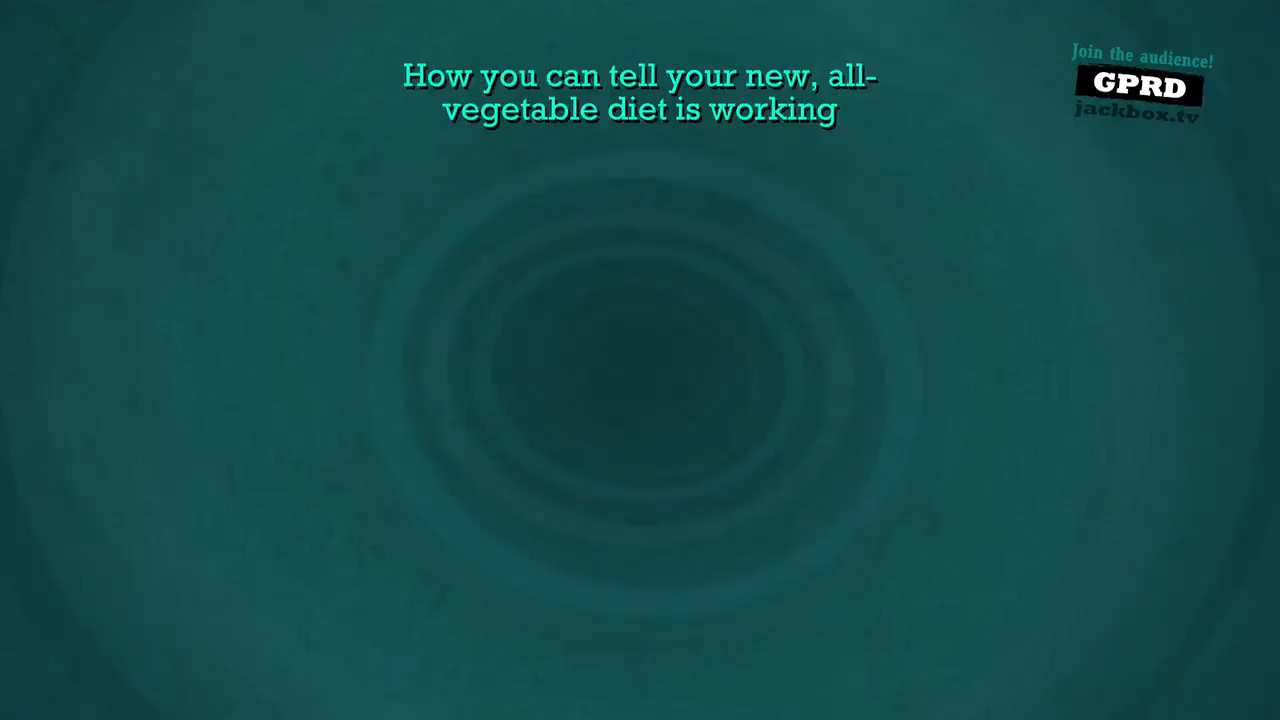 How you can tell your new, all-
vegetable diet is working
Join the audience!
GPRD
jackbox.tv